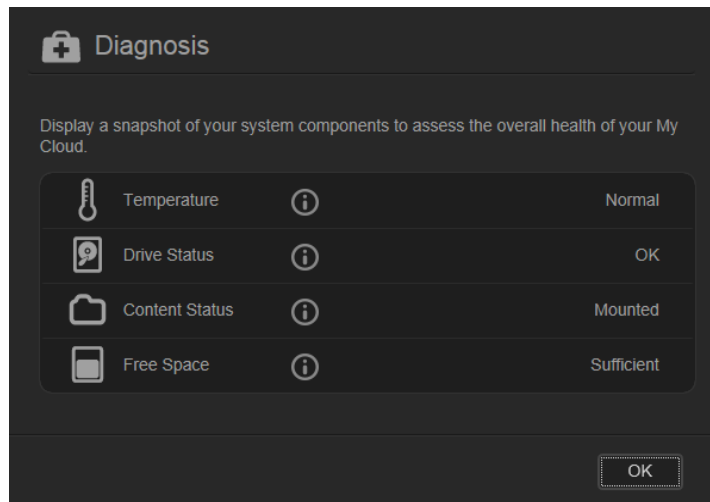 Diagnosis
Display a snapshot of your system components to assess the overall health of your My
Cloud.
Temperature Normal
Drive Status OK
Content Status Mounted
Free Space Sufficient
OK